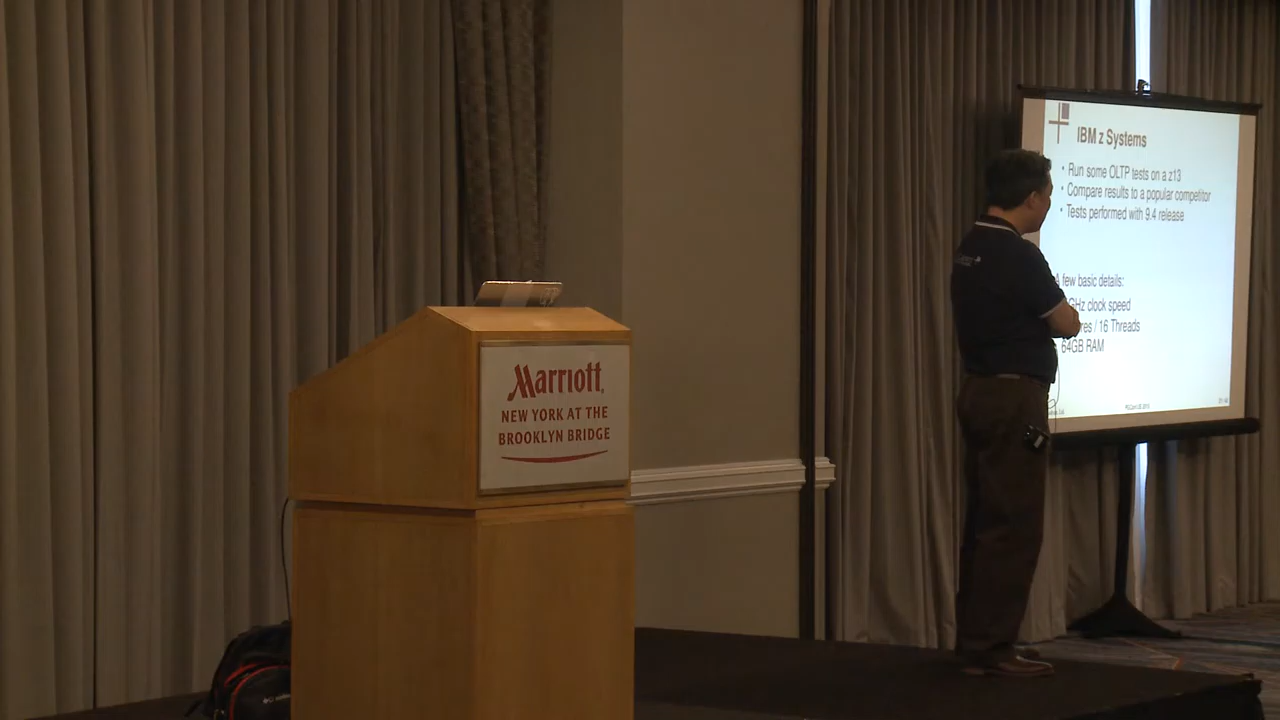 IBM z Systems
• Run some OLTP tests on a z13
• Compare results to a popular competitor
• Tests performed with 9.4 release
A few basic details:
GHz clock speed
res / 16 Threads
64GB RAM
Marriott
NEW YORK AT THE
BROOKLYN BRIDGE